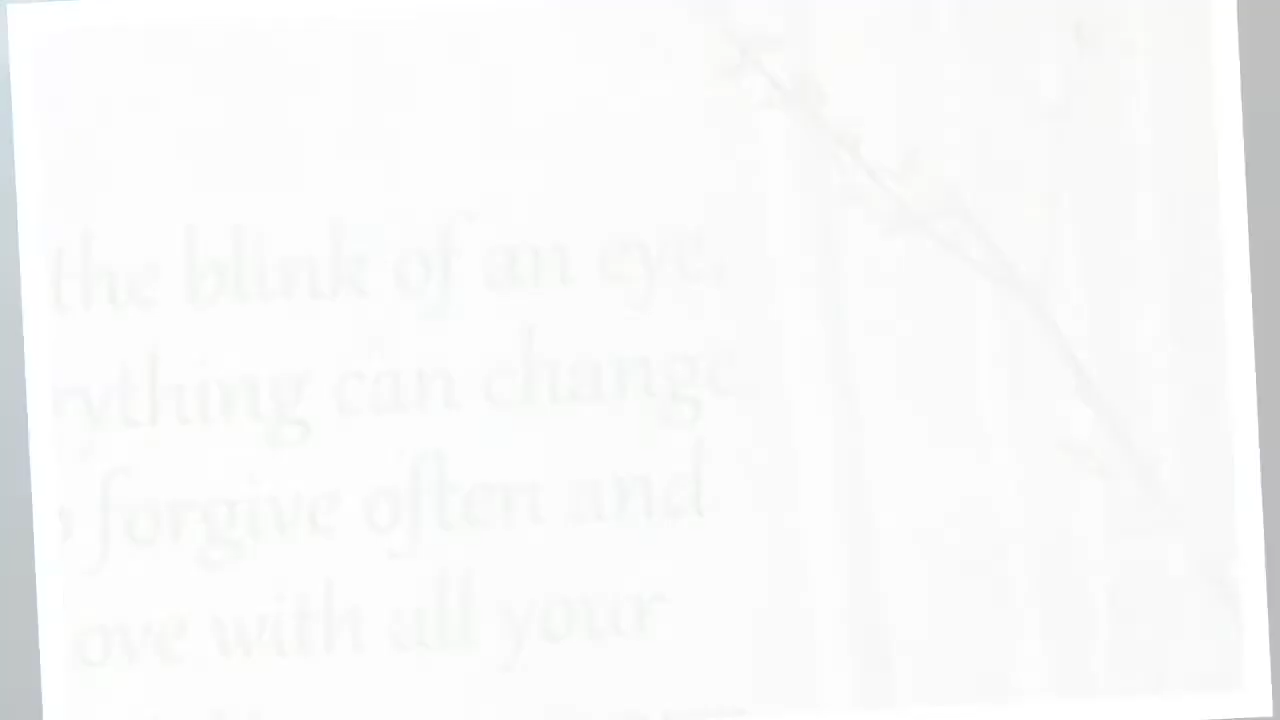 the blink of an eye,
rything can change
forgive often and
ove with all your